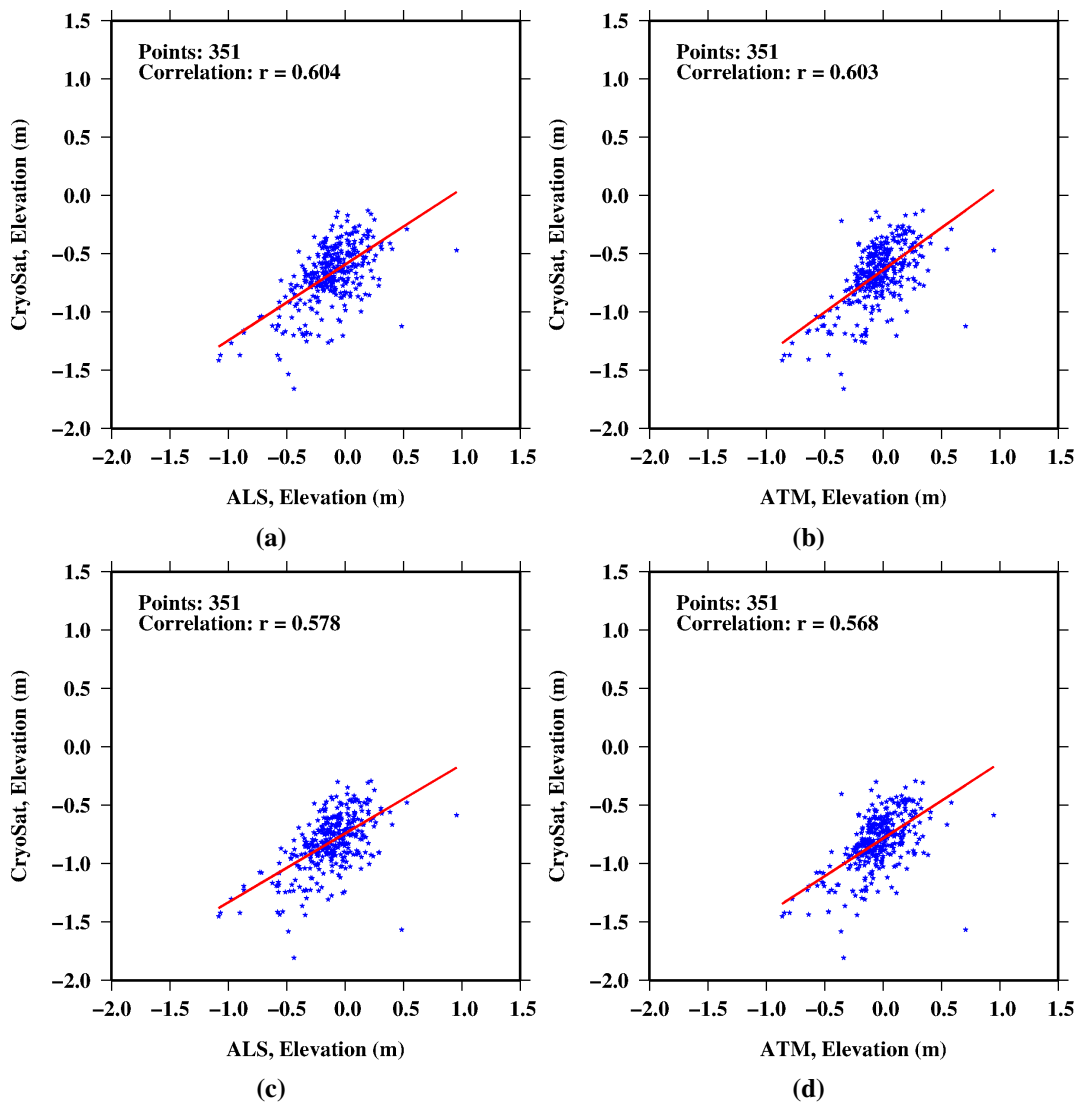 Points: 351
Correlation: r = 0.604
1.5
1.0
0.5
0.0
−0.5
−1.0
−1.5
−2.0
CryoSat, Elevation (m)
−2.0 −1.5 −1.0 −0.5 0.0 0.5 1.0 1.5
ALS, Elevation (m)
(a)
Points: 351
Correlation: r = 0.603
1.5
1.0
0.5
0.0
−0.5
−1.0
−1.5
−2.0
CryoSat, Elevation (m)
−2.0 −1.5 −1.0 −0.5 0.0 0.5 1.0 1.5
ATM, Elevation (m)
(b)
Points: 351
Correlation: r = 0.578
1.5
1.0
0.5
0.0
−0.5
−1.0
−1.5
−2.0
CryoSat, Elevation (m)
−2.0 −1.5 −1.0 −0.5 0.0 0.5 1.0 1.5
ALS, Elevation (m)
(c)
Points: 351
Correlation: r = 0.568
1.5
1.0
0.5
0.0
−0.5
−1.0
−1.5
−2.0
CryoSat, Elevation (m)
−2.0 −1.5 −1.0 −0.5 0.0 0.5 1.0 1.5
ATM, Elevation (m)
(d)